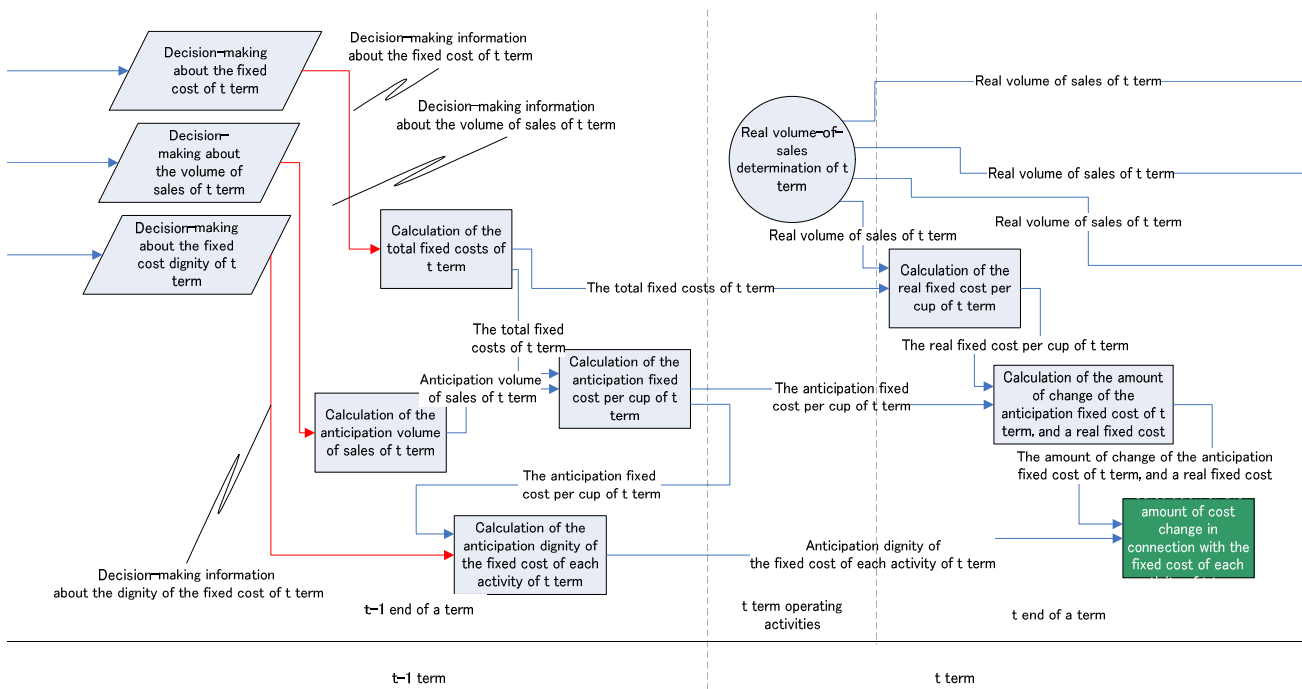 Decision-making
about the fixed
cost of t term
Decision-making information
about the fixed cost of t term
Decision-making information
about the volume of sales of t term
Decision-
making about
the volume of
sales of t term
Decision-making
about the fixed
cost dignity of t
term
Calculation of the
total fixed costs of
t term
The total fixed costs of t term
The total fixed
costs of t term
Calculation of the
anticipation fixed
cost per cup of t
term
Anticipation volume
of sales of t term
Calculation of the
anticipation volume
of sales of t term
The anticipation fixed
cost per cup of t term
Calculation of the
anticipation dignity of
the fixed cost of each
activity of t term
Decision-making information
about the dignity of the fixed cost of t term
t-1 end of a term
Real volume-of-
sales
determination of t
term
Real volume of sales of t term
Real volume of sales of t term
Real volume of sales of t term
Real volume of sales of t term
Calculation of the
real fixed cost per
cup of t term
The real fixed cost per cup of t term
The anticipation fixed
cost per cup of t term
Calculation of the amount
of change of the
anticipation fixed cost of t
term, and a real fixed cost
The amount of change of the anticipation
fixed cost of t term, and a real fixed cost
Anticipation dignity of
the fixed cost of each activity of t term
amount of cost
change in
connection with the
fixed cost of each
t term operating
activities
t end of a term
t-1 term
t term